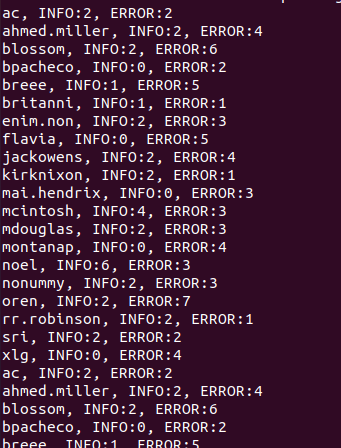 ac, INFO:2, ERROR:2
ahmed.miller, INFO:2, ERROR:4
blossom, INFO:2, ERROR:6
bpacheco, INFO:0, ERROR:2
breee, INFO:1, ERROR:5
britanni, INFO:1, ERROR:1
enim.non, INFO:2, ERROR:3
flavia, INFO:0, ERROR:5
jackowens, INFO:2, ERROR:4
kirknixon, INFO:2, ERROR:1
mai.hendrix, INFO:0, ERROR:3
mcintosh, INFO:4, ERROR:3
mdouglas, INFO:2, ERROR:3
montanap, INFO:0, ERROR:4
noel, INFO:6, ERROR:3
nonummy, INFO:2, ERROR:3
oren, INFO:2, ERROR:7
rr.robinson, INFO:2, ERROR:1
sri, INFO:2, ERROR:2
xlg, INFO:0, ERROR:4
ac, INFO:2, ERROR:2
ahmed.miller, INFO:2, ERROR:4
blossom, INFO:2, ERROR:6
bpacheco, INFO:0, ERROR:2
breee, INFO:1, ERROR:5